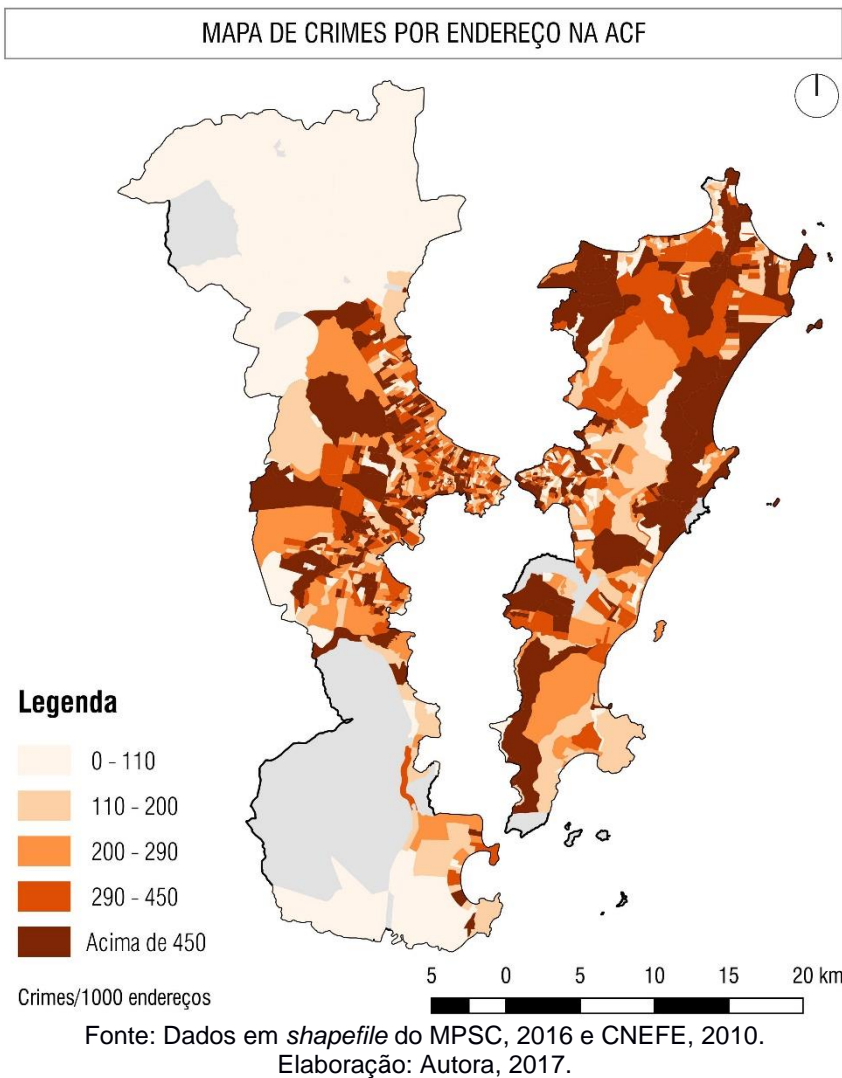 MAPA DE CRIMES POR ENDEREÇO NA ACF
Legenda
0 - 110
110 - 200
200 - 290
290 - 450
Acima de 450
Crimes/1000 endereços
5 0 5 10 15 20 km
Fonte: Dados em shapefile do MPSC, 2016 e CNEFE, 2010.
Elaboração: Autora, 2017.